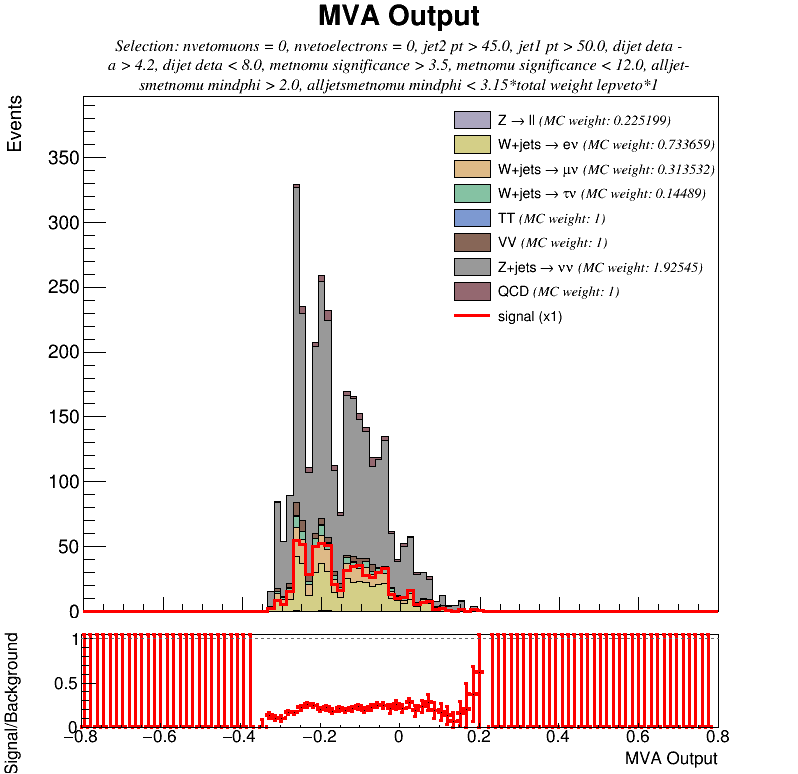 MVA Output
Selection: nvetomuons = 0, nvetoelectrons = 0, jet2 pt > 45.0, jet1 pt > 50.0, dijet deta -
a > 4.2, dijet deta < 8.0, metnomu significance > 3.5, metnomu significance < 12.0, alljet-
smetnomu mindphi > 2.0, alljetsmetnomu mindphi < 3.15*total weight lepveto*1
Events
350
300
250
200
150
100
50
0
Z → ll (MC weight: 0.225199)
W+jets → eν (MC weight: 0.733659)
W+jets → μν (MC weight: 0.313532)
W+jets → τν (MC weight: 0.14489)
TT (MC weight: 1)
VV (MC weight: 1)
Z+jets → νν (MC weight: 1.92545)
QCD (MC weight: 1)
signal (x1)
Signal/Background
1
0.5
0
−0.8 −0.6 −0.4 −0.2 0 0.2 0.4 0.6 0.8
MVA Output